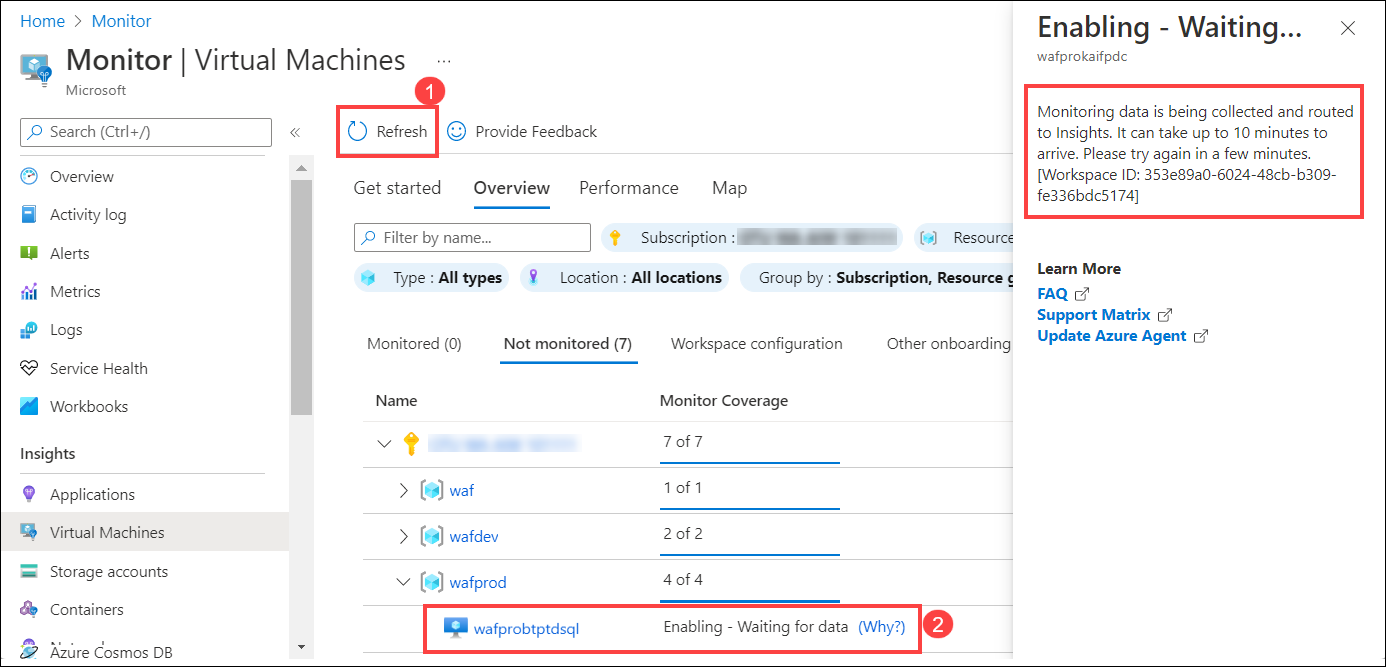 Home > Monitor
Monitor | Virtual Machines ...
Microsoft
Search (Ctrl+/)
«
Overview
Activity log
Alerts
Metrics
Logs
Service Health
Workbooks
Insights
Applications
Virtual Machines
Storage accounts
Containers
Azure Cosmos DB
1
Refresh
Provide Feedback
Get started Overview Performance Map
Filter by name... Subscription : Resource
Type : All types Location : All locations Group by : Subscription, Resource g
Monitored (0) Not monitored (7) Workspace configuration Other onboarding
Name Monitor Coverage
7 of 7
waf 1 of 1
wafdev 2 of 2
wafprod 4 of 4
wafprobtptdsql Enabling - Waiting for data (Why?) 2
Enabling - Waiting...
wafprokaifpdc
Monitoring data is being collected and routed
to Insights. It can take up to 10 minutes to
arrive. Please try again in a few minutes.
[Workspace ID: 353e89a0-6024-48cb-b309-
fe336bdc5174]
Learn More
FAQ
Support Matrix
Update Azure Agent